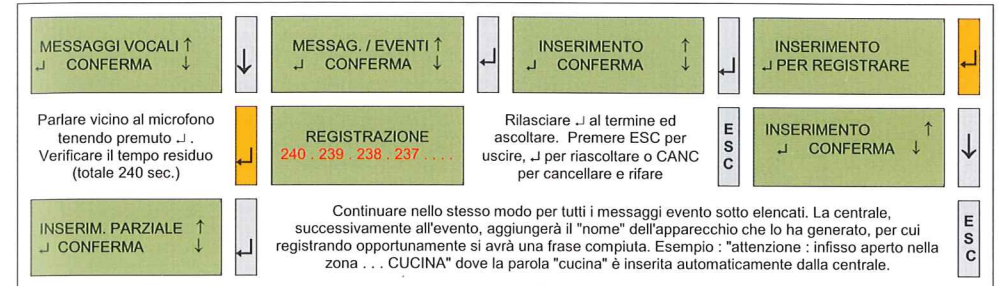 MESSAGGI VOCALI ↑
↵ CONFERMA ↓
↓
MESSAG. / EVENTI ↑
↵ CONFERMA ↓
↵
INSERIMENTO ↑
↵ CONFERMA ↓
↵
INSERIMENTO
↵ PER REGISTRARE
↵
Parlare vicino al microfono
tenendo premuto ↵ .
Verificare il tempo residuo
(totale 240 sec.)
↵
REGISTRAZIONE
240 . 239 . 238 . 237 . . . .
Rilasciare ↵ al termine ed
ascoltare. Premere ESC per
uscire, ↵ per riascoltare o CANC
per cancellare e rifare
ESC
INSERIMENTO ↑
↵ CONFERMA ↓
↓
INSERIM. PARZIALE ↑
↵ CONFERMA ↓
↵
Continuare nello stesso modo per tutti i messaggi evento sotto elencati. La centrale,
successivamente all'evento, aggiungerà il "nome" dell'apparecchio che lo ha generato, per cui
registrando opportunamente si avrà una frase compiuta. Esempio : "attenzione : infisso aperto nella
zona . . . CUCINA" dove la parola "cucina" è inserita automaticamente dalla centrale.
ESC